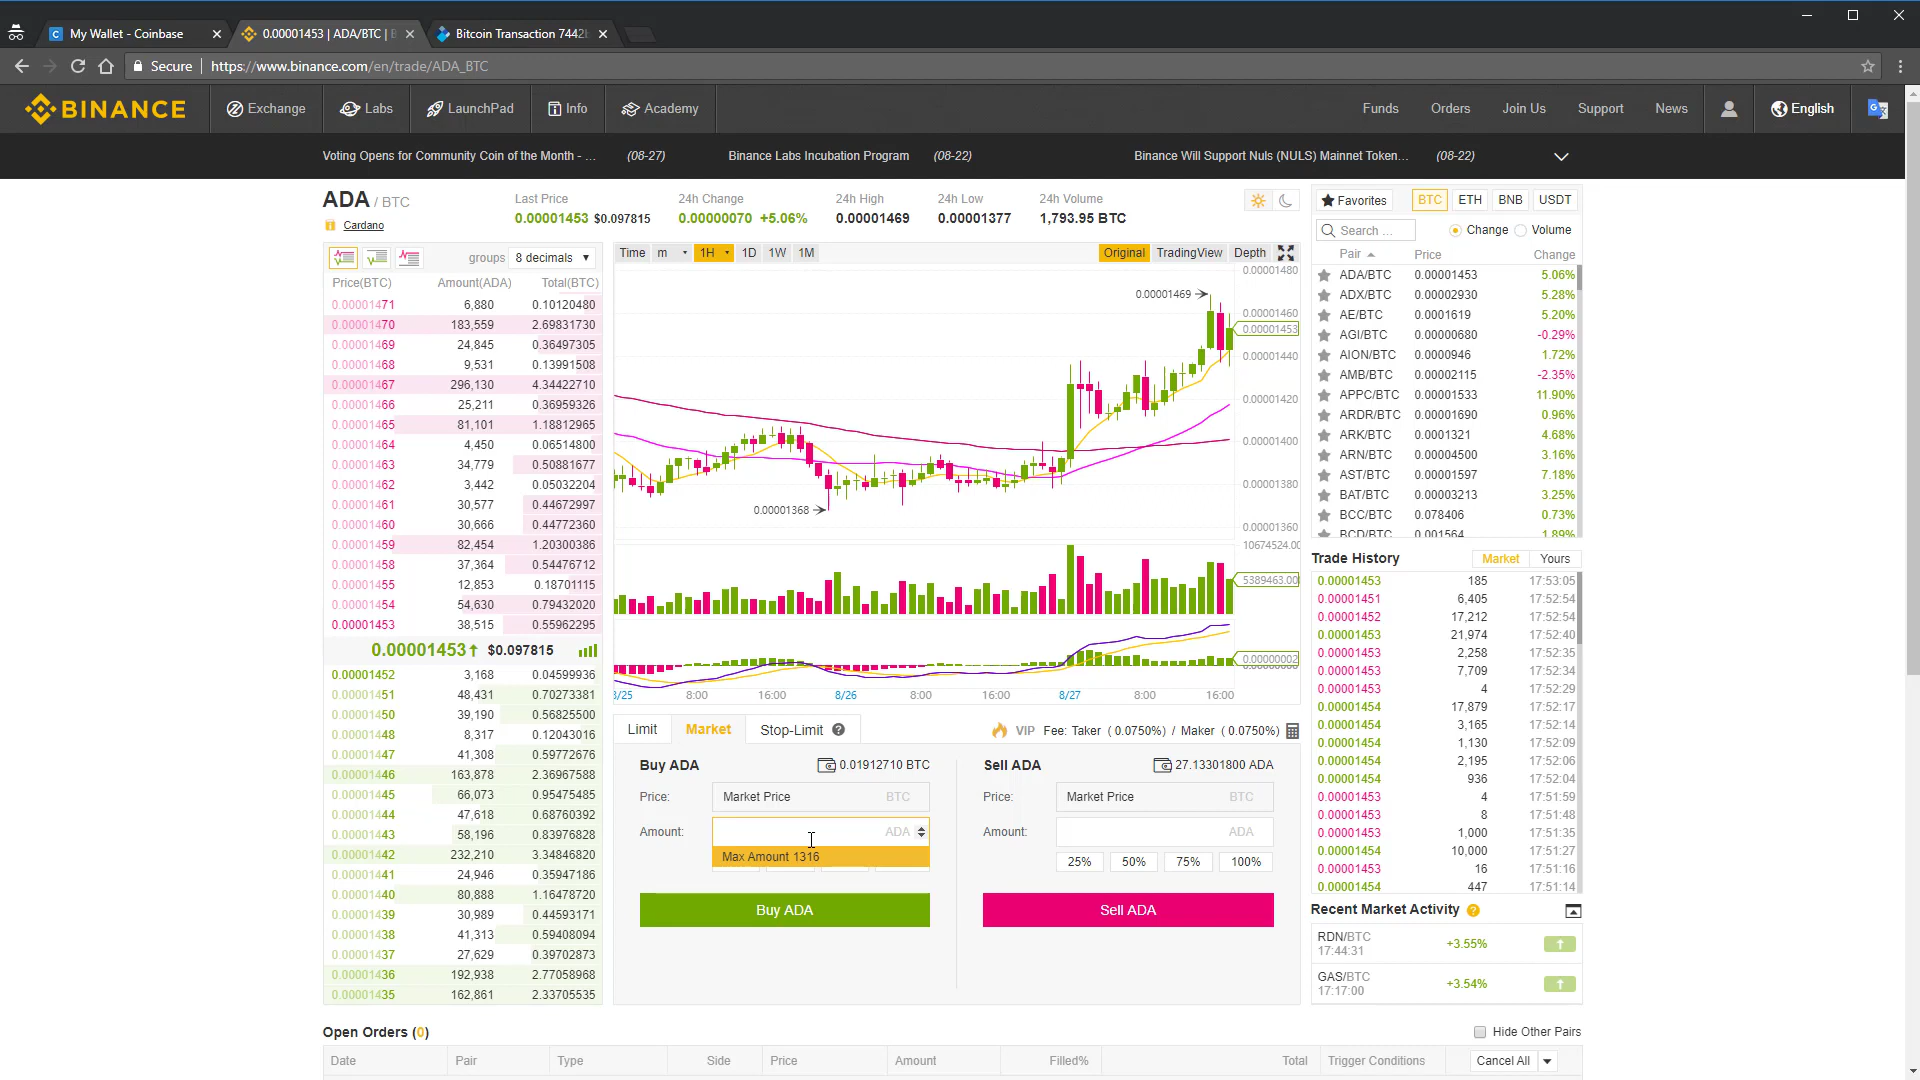 My Wallet - Coinbase
0.00001453 | ADA/BTC | B
Bitcoin Transaction 7442b
Secure
https://www.binance.com/en/trade/ADA_BTC
BINANCE
Exchange
Labs
LaunchPad
Info
Academy
Funds
Orders
Join Us
Support
News
English
Voting Opens for Community Coin of the Month - ... (08-27)
Binance Labs Incubation Program (08-22)
Binance Will Support Nuls (NULS) Mainnet Token... (08-22)
ADA / BTC
Cardano
Last Price
0.00001453 $0.097815
24h Change
0.00000070 +5.06%
24h High
0.00001469
24h Low
0.00001377
24h Volume
1,793.95 BTC
groups 8 decimals
Price(BTC) Amount(ADA) Total(BTC)
0.00001471 6,880 0.10120480
0.00001470 183,559 2.69831730
0.00001469 24,845 0.36497305
0.00001468 9,531 0.13991508
0.00001467 296,130 4.34422710
0.00001466 25,211 0.36959326
0.00001465 81,101 1.18812965
0.00001464 4,450 0.06514800
0.00001463 34,779 0.50881677
0.00001462 3,442 0.05032204
0.00001461 30,577 0.44672997
0.00001460 30,666 0.44772360
0.00001459 82,454 1.20300386
0.00001458 37,364 0.54476712
0.00001455 12,853 0.18701115
0.00001454 54,630 0.79432020
0.00001453 38,515 0.55962295
0.00001453 $0.097815
0.00001452 3,168 0.04599936
0.00001451 48,431 0.70273381
0.00001450 39,190 0.56825500
0.00001448 8,317 0.12043016
0.00001447 41,308 0.59772676
0.00001446 163,878 2.36967588
0.00001445 66,073 0.95475485
0.00001444 47,618 0.68760392
0.00001443 58,196 0.83976828
0.00001442 232,210 3.34846820
0.00001441 24,946 0.35947186
0.00001440 80,888 1.16478720
0.00001439 30,989 0.44593171
0.00001438 41,313 0.59408094
0.00001437 27,629 0.39702873
0.00001436 192,938 2.77058968
0.00001435 162,861 2.33705535
Time m 1H 1D 1W 1M
Original TradingView Depth
0.00001480
0.00001469
0.00001460
0.00001453
0.00001440
0.00001420
0.00001400
0.00001380
0.00001368
0.00001360
10674524.00
5389463.00
0.00000002
8/25 8:00 16:00 8/26 8:00 16:00 8/27 8:00 16:00
Limit Market Stop-Limit
VIP Fee: Taker ( 0.0750% ) / Maker ( 0.0750% )
Buy ADA
0.01912710 BTC
Price: Market Price BTC
Amount: ADA
Max Amount 1316
Buy ADA
Sell ADA
27.13301800 ADA
Price: Market Price BTC
Amount: ADA
25% 50% 75% 100%
Sell ADA
Favorites BTC ETH BNB USDT
Search ... Change Volume
Pair Price Change
ADA/BTC 0.00001453 5.06%
ADX/BTC 0.00002930 5.28%
AE/BTC 0.0001619 5.20%
AGI/BTC 0.00000680 -0.29%
AION/BTC 0.0000946 1.72%
AMB/BTC 0.00002115 -2.35%
APPC/BTC 0.00001533 11.90%
ARDR/BTC 0.00001690 0.96%
ARK/BTC 0.0001321 4.68%
ARN/BTC 0.00004500 3.16%
AST/BTC 0.00001597 7.18%
BAT/BTC 0.00003213 3.25%
BCC/BTC 0.078406 0.73%
BCD/BTC 0.001564 1.89%
Trade History Market Yours
0.00001453 185 17:53:05
0.00001451 6,405 17:52:54
0.00001452 17,212 17:52:54
0.00001453 21,974 17:52:40
0.00001453 2,258 17:52:35
0.00001453 7,709 17:52:34
0.00001453 4 17:52:29
0.00001454 17,879 17:52:17
0.00001454 3,165 17:52:14
0.00001454 1,130 17:52:09
0.00001454 2,195 17:52:06
0.00001454 936 17:52:04
0.00001453 4 17:51:59
0.00001453 8 17:51:48
0.00001453 1,000 17:51:35
0.00001454 10,000 17:51:27
0.00001453 16 17:51:16
0.00001454 447 17:51:14
Recent Market Activity
RDN/BTC +3.55%
17:44:31
GAS/BTC +3.54%
17:17:00
Open Orders (0)
Hide Other Pairs
Date Pair Type Side Price Amount Filled% Total Trigger Conditions Cancel All